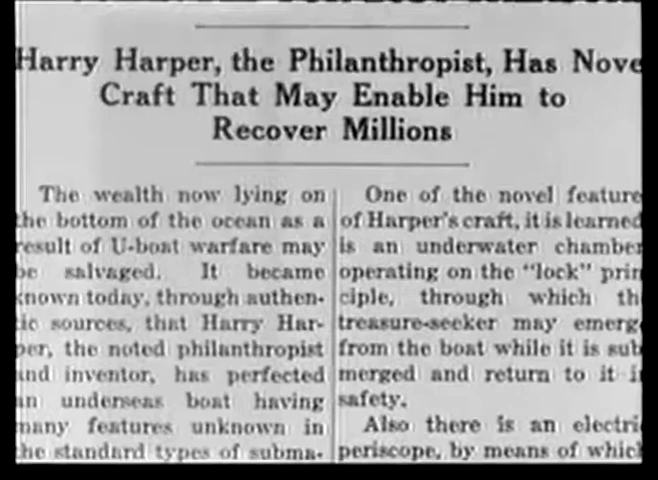 Harry Harper, the Philanthropist, Has Nove
Craft That May Enable Him to
Recover Millions
The wealth now lying on
the bottom of the ocean as a
result of U-boat warfare may
be salvaged. It became
known today, through authen-
tic sources, that Harry Har-
per, the noted philanthropist
and inventor, has perfected
an underseas boat having
many features unknown in
the standard types of subma-
One of the novel feature
of Harper's craft, it is learned
is an underwater chamber
operating on the "lock" prin
ciple, through which th
treasure-seeker may emerg
from the boat while it is sub
merged and return to it i
safety.
Also there is an electri
periscope, by means of which